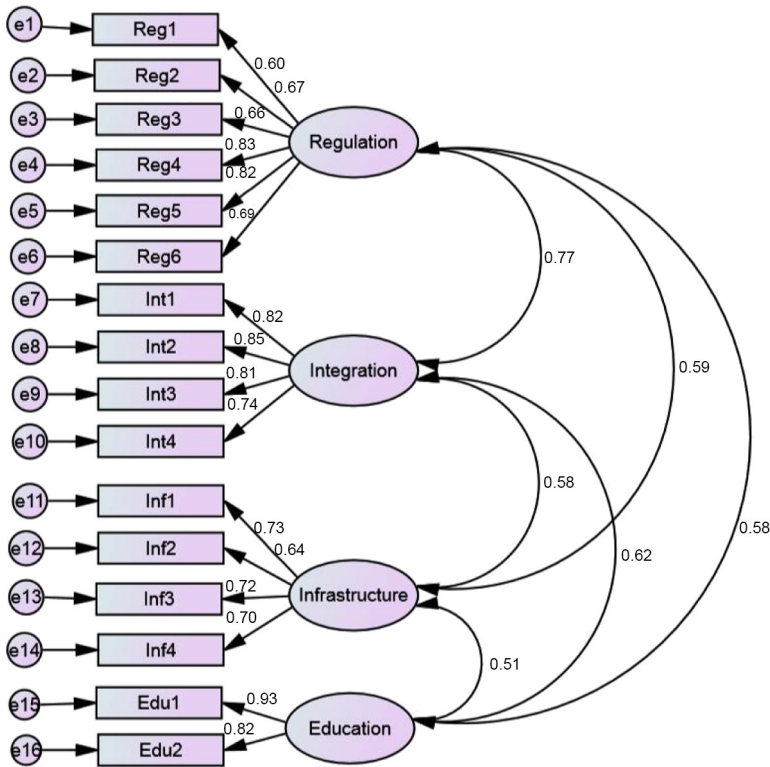 e1 Reg1
0.60
e2 Reg2
0.67
e3 Reg3
0.66
Regulation
0.83
e4 Reg4
0.82
e5 Reg5
0.69
e6 Reg6
0.77
e7 Int1
0.82
e8 Int2
0.85
Integration
0.59
0.81
e9 Int3
0.74
e10 Int4
0.58
e11 Inf1
0.73
0.58
e12 Inf2
0.64
0.62
0.72
e13 Inf3
Infrastructure
0.70
e14 Inf4
0.51
e15 Edu1
0.93
Education
0.82
e16 Edu2